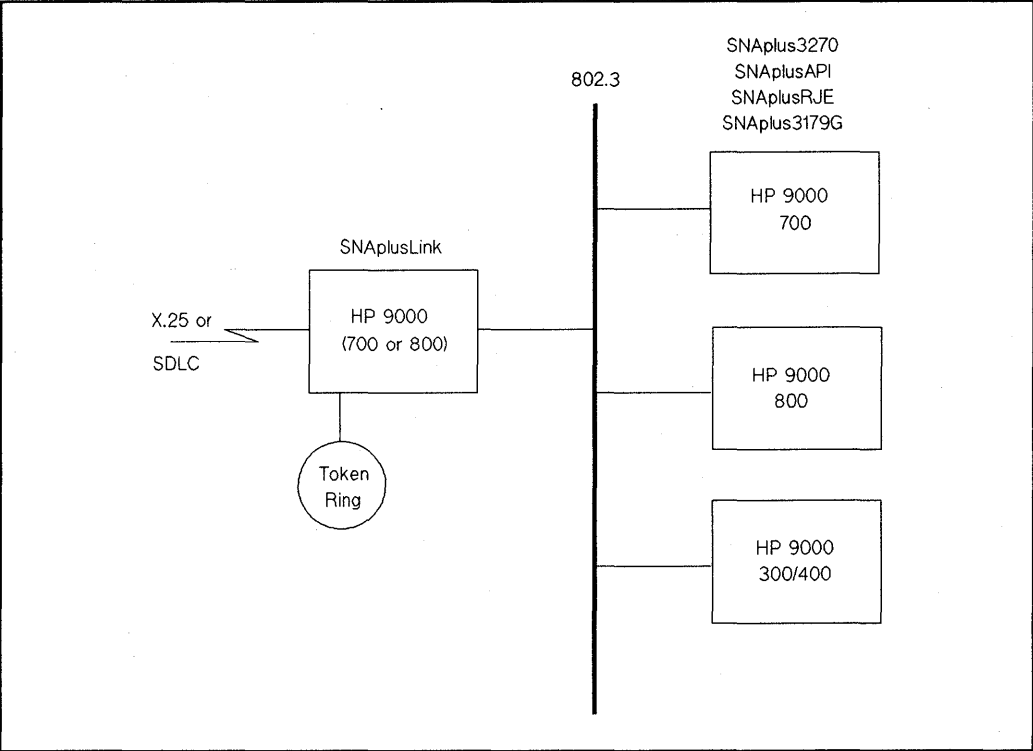 SNAplus3270
SNAplusAPI
SNAplusRJE
SNAplus3179G
802.3
HP 9000
700
SNAplusLink
X.25 or
SDLC
HP 9000
(700 or 800)
HP 9000
800
Token
Ring
HP 9000
300/400